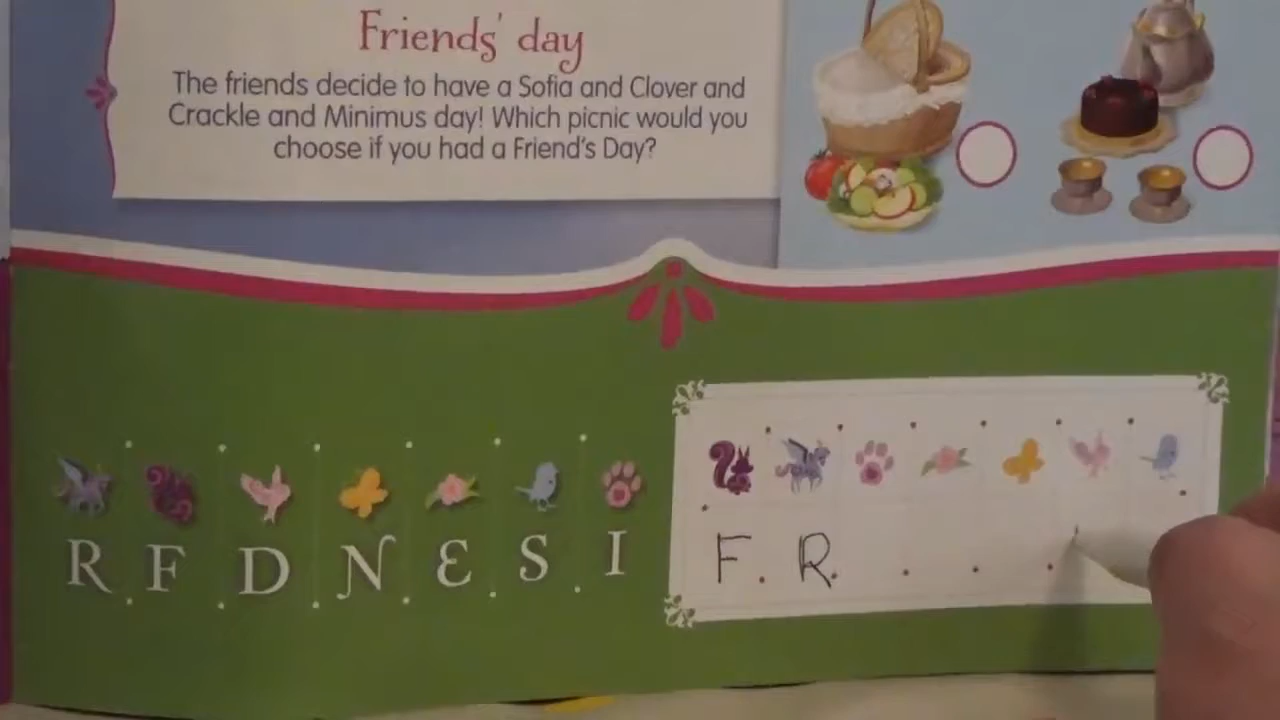 Friends' day
The friends decide to have a Sofia and Clover and
Crackle and Minimus day! Which picnic would you
choose if you had a Friend's Day?
R F D N E S I
F R